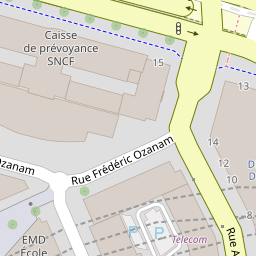 Caisse
de prévoyance
SNCF
15
13
D
14
12
10
D
Rue Frédéric Ozanam
Ozanam
EMD
École
P
P
Telecom
Rue A